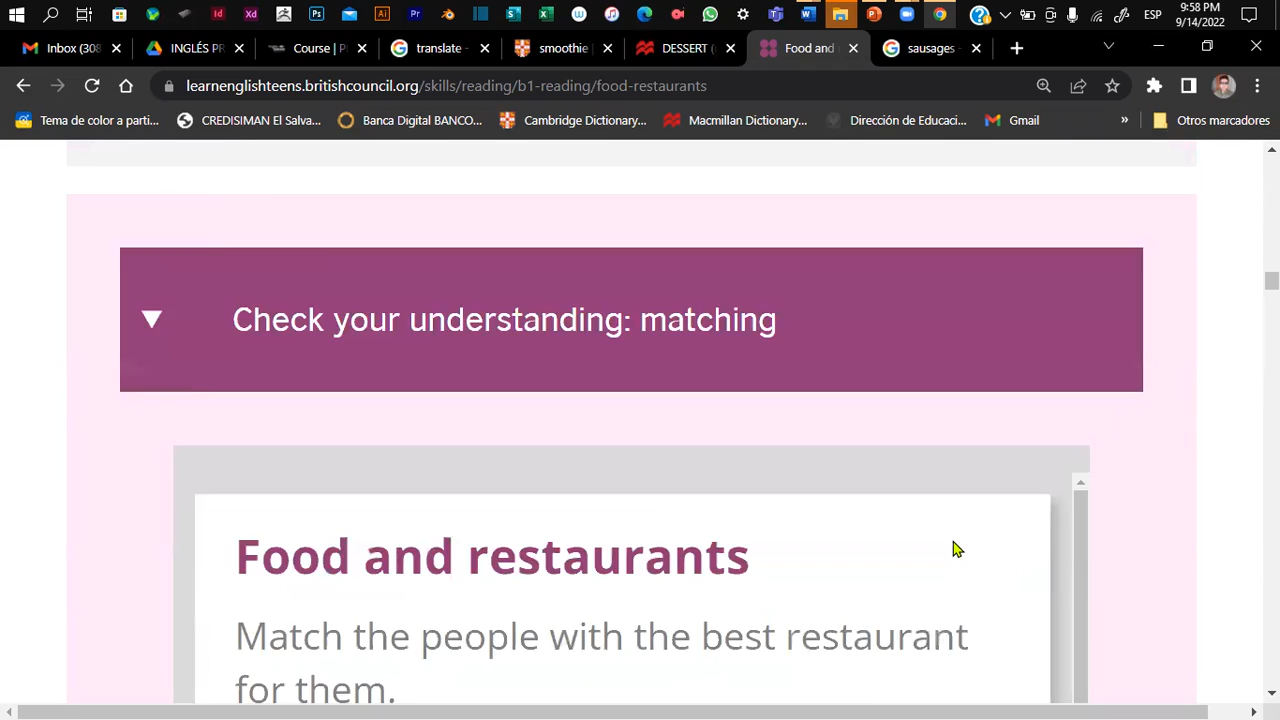 9:58 PM
ESP
9/14/2022
Inbox (308
INGLÉS PR
Course | P
translate -
smoothie |
DESSERT (
Food and
sausages -
learnenglishteens.britishcouncil.org/skills/reading/b1-reading/food-restaurants
Tema de color a parti...
CREDISIMAN El Salva...
Banca Digital BANCO...
Cambridge Dictionary...
Macmillan Dictionary...
Dirección de Educaci...
Gmail
»
Otros marcadores
Check your understanding: matching
Food and restaurants
Match the people with the best restaurant
for them.